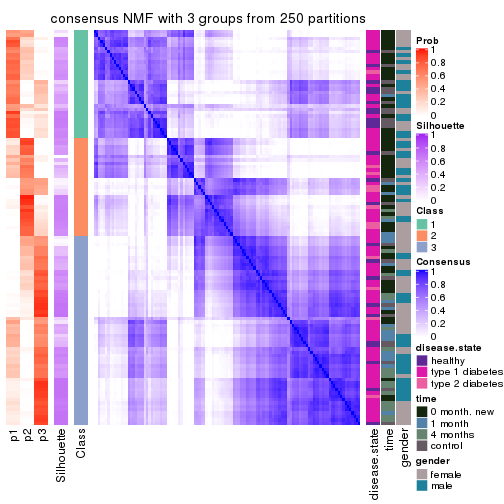 consensus NMF with 3 groups from 250 partitions
Prob
1
0.8
0.6
0.4
0.2
0
Silhouette
1
0.8
0.6
0.4
0.2
0
Class
1
2
3
Consensus
1
0.8
0.6
0.4
0.2
0
disease.state
healthy
type 1 diabetes
type 2 diabetes
time
0 month, new
1 month
4 months
control
gender
female
male
p1
p2
p3
Silhouette
Class
disease.state
time
gender